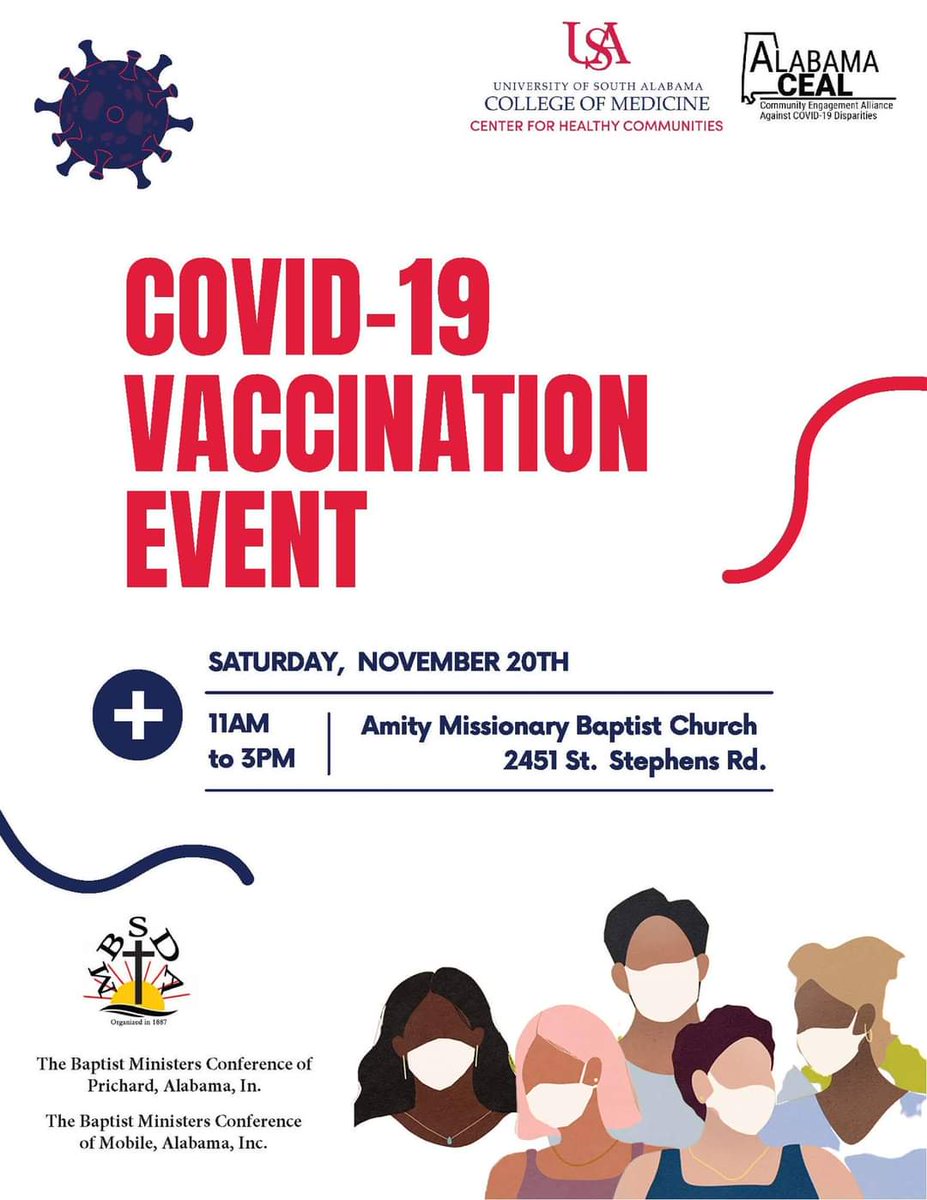 USA
UNIVERSITY OF SOUTH ALABAMA
COLLEGE OF MEDICINE
CENTER FOR HEALTHY COMMUNITIES
ALABAMA
CEAL
Community Engagement Alliance
Against COVID-19 Disparities
COVID-19
VACCINATION
EVENT
SATURDAY, NOVEMBER 20TH
11AM
to 3PM
Amity Missionary Baptist Church
2451 St. Stephens Rd.
MBSDA
Organized in 1887
The Baptist Ministers Conference of
Prichard, Alabama, In.
The Baptist Ministers Conference
of Mobile, Alabama, Inc.